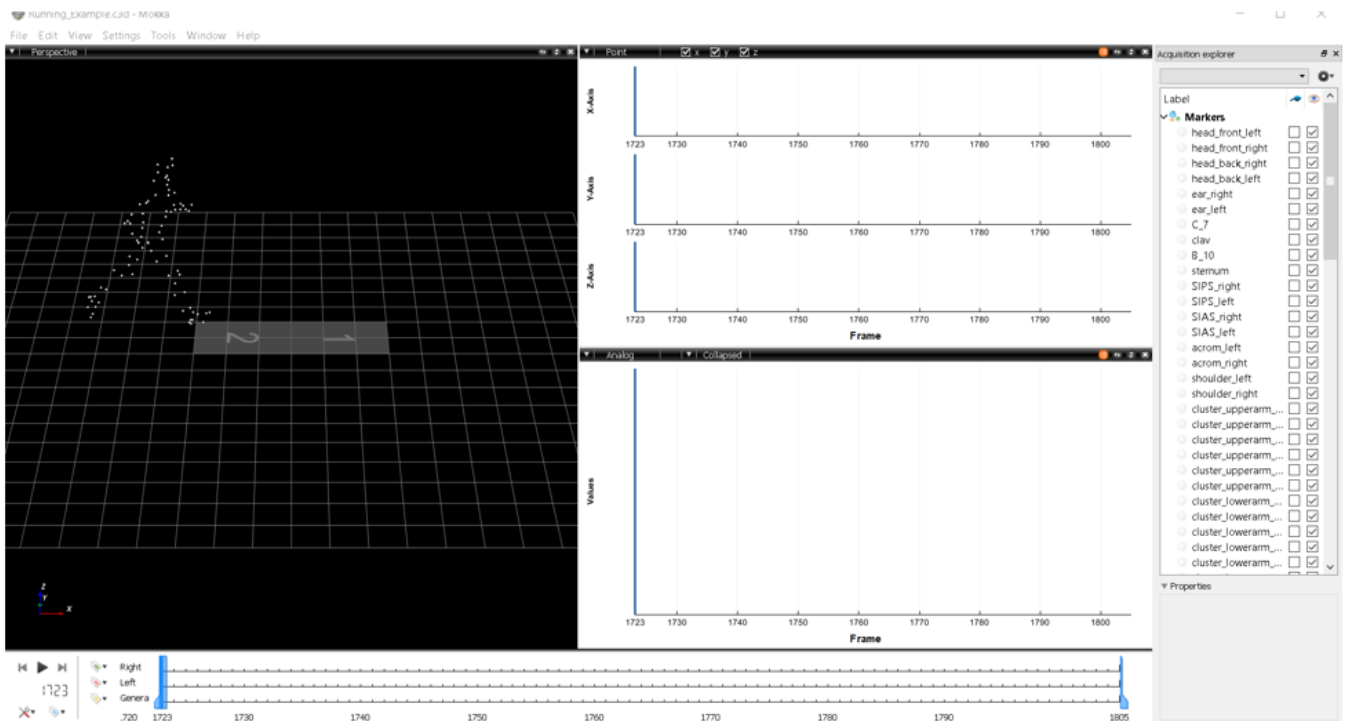 Running_Example.c3d - Mokka
File Edit View Settings Tools Window Help
Perspective
2 1
Z
Y
X
Point x y z
X-Axis
1723 1730 1740 1750 1760 1770 1780 1790 1800
Y-Axis
1723 1730 1740 1750 1760 1770 1780 1790 1800
Z-Axis
1723 1730 1740 1750 1760 1770 1780 1790 1800
Frame
Analog Collapsed
Values
1723 1730 1740 1750 1760 1770 1780 1790 1800
Frame
Acquisition explorer
Label
Markers
head_front_left
head_front_right
head_back_right
head_back_left
ear_right
ear_left
C_7
clav
B_10
sternum
SIPS_right
SIPS_left
SIAS_right
SIAS_left
acrom_left
acrom_right
shoulder_left
shoulder_right
cluster_upperarm_...
cluster_upperarm_...
cluster_upperarm_...
cluster_upperarm_...
cluster_upperarm_...
cluster_upperarm_...
cluster_lowerarm_...
cluster_lowerarm_...
cluster_lowerarm_...
cluster_lowerarm_...
cluster_lowerarm_...
Properties
Right
Left
Genera
1723
.720 1723 1730 1740 1750 1760 1770 1780 1790 1805